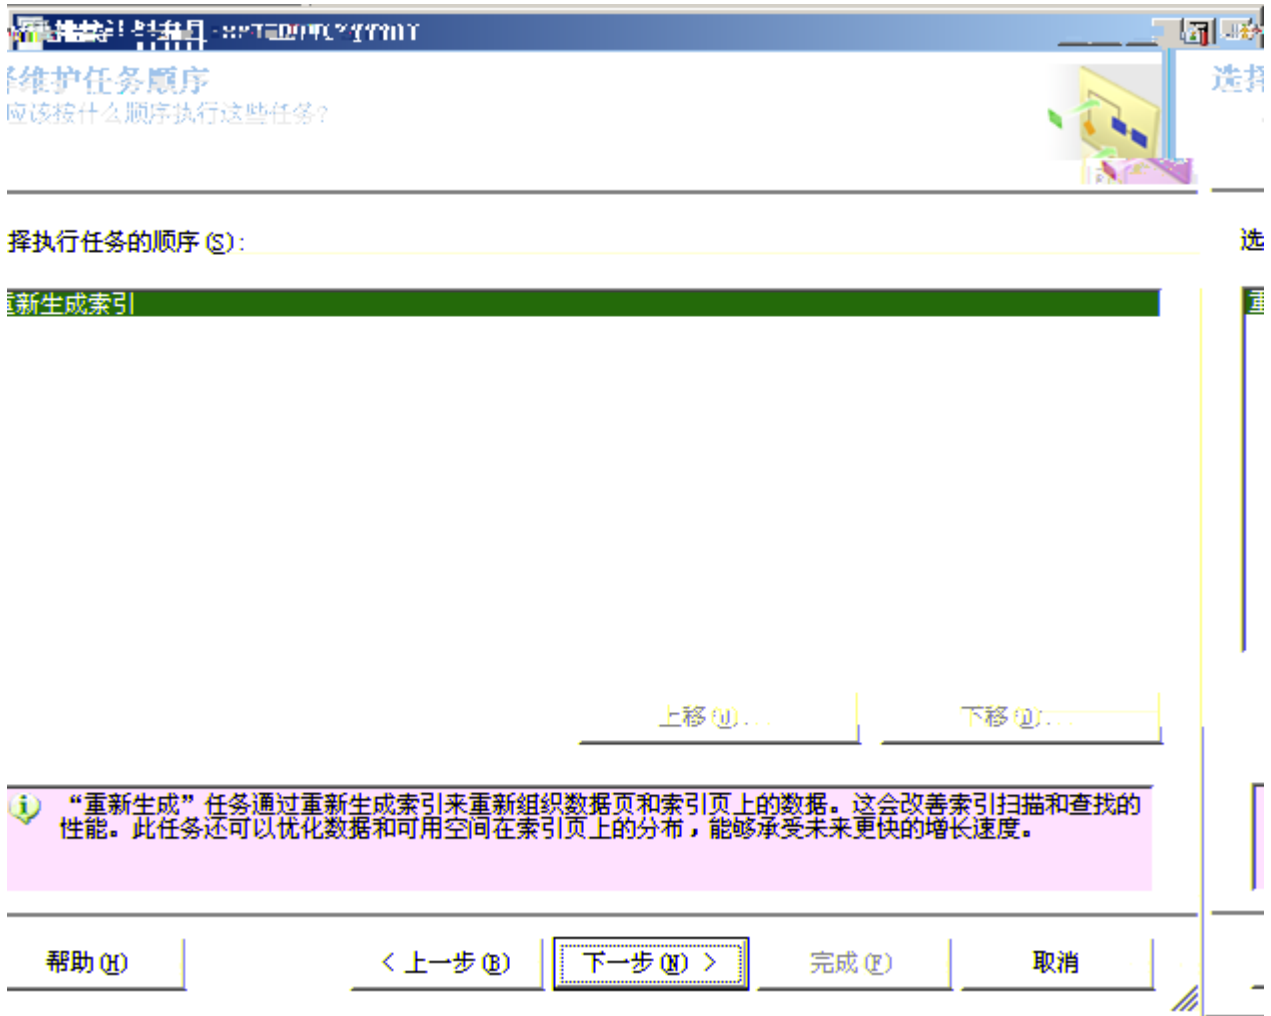 维护任务顺序
应该按什么顺序执行这些任务?
选择
择执行任务的顺序(S):
选
重新生成索引
重
上移(U)...
下移(D)...
“重新生成”任务通过重新生成索引来重新组织数据页和索引页上的数据。这会改善索引扫描和查找的
性能。此任务还可以优化数据和可用空间在索引页上的分布,能够承受未来更快的增长速度。
帮助(H)
< 上一步(B)
下一步(N) >
完成(F)
取消